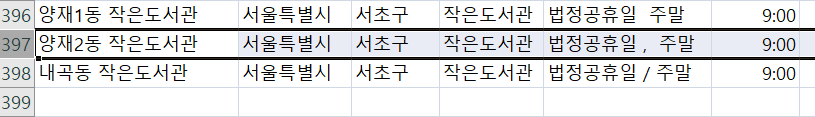 396 양재1동 작은도서관 서울특별시 서초구 작은도서관 법정공휴일  주말 9:00
397 양재2동 작은도서관 서울특별시 서초구 작은도서관 법정공휴일 ,  주말 9:00
398 내곡동 작은도서관 서울특별시 서초구 작은도서관 법정공휴일 / 주말 9:00
399